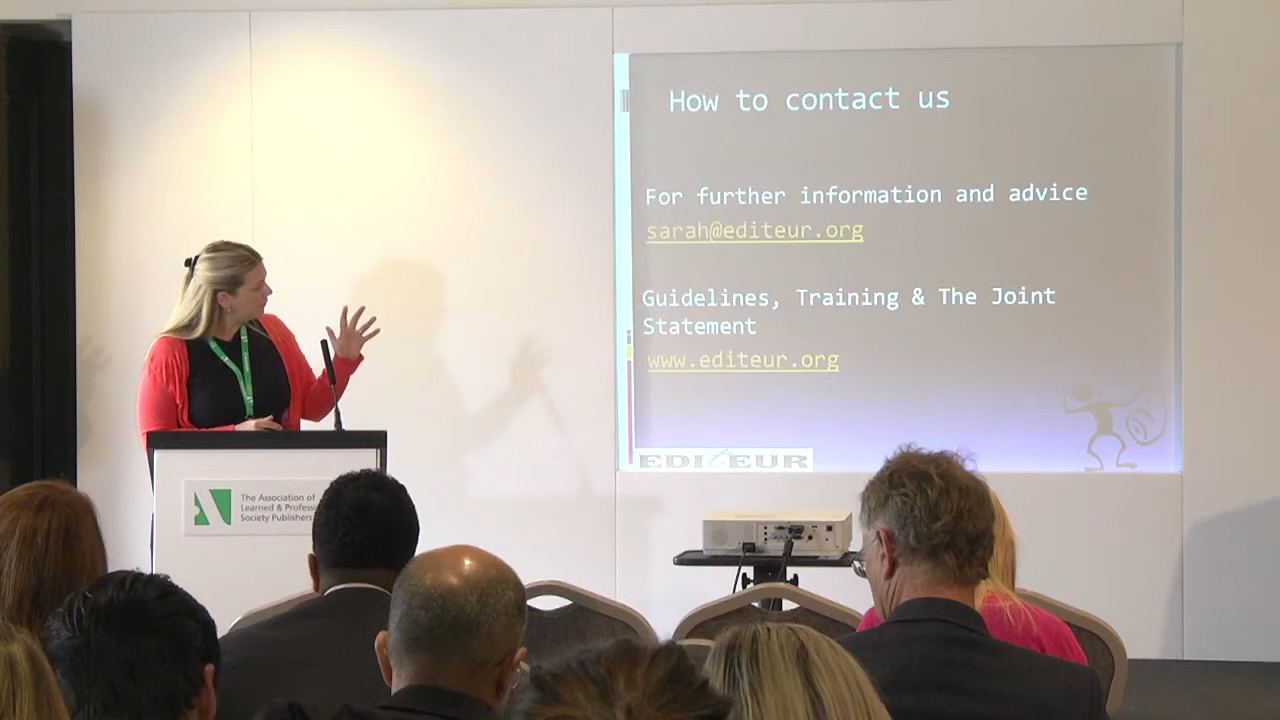 How to contact us
For further information and advice
sarah@editeur.org
Guidelines, Training & The Joint
Statement
www.editeur.org
EDITEUR
The Association of
Learned & Profess
Society Publishers